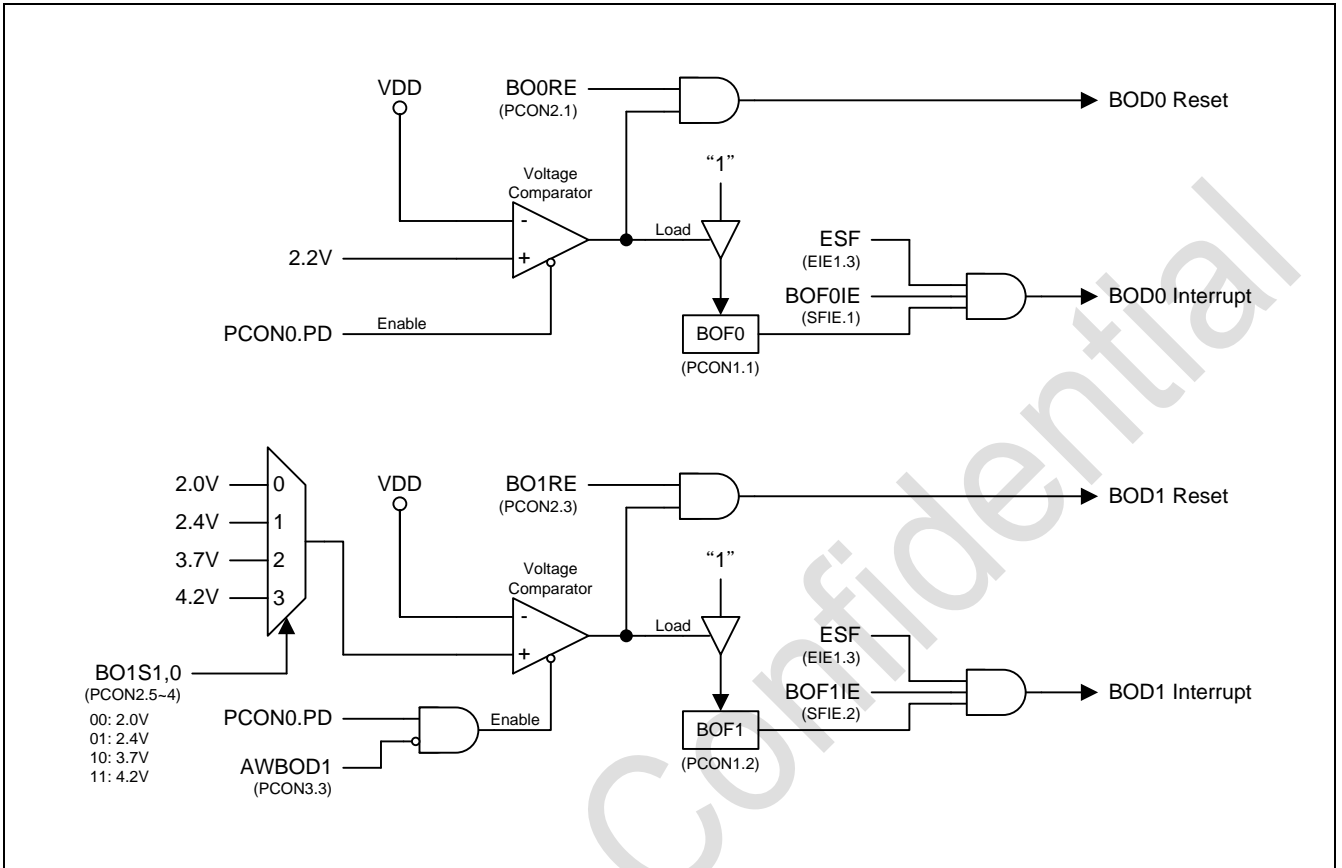 VDD
BO0RE
(PCON2.1)
BOD0 Reset
Voltage
Comparator
“1”
-
+
Load
2.2V
ESF
(EIE1.3)
BOF0IE
(SFIE.1)
BOD0 Interrupt
PCON0.PD
Enable
BOF0
(PCON1.1)
2.0V
0
2.4V
1
3.7V
2
4.2V
3
VDD
BO1RE
(PCON2.3)
BOD1 Reset
Voltage
Comparator
“1”
-
+
Load
BO1S1,0
(PCON2.5~4)
00: 2.0V
01: 2.4V
10: 3.7V
11: 4.2V
ESF
(EIE1.3)
BOF1IE
(SFIE.2)
BOD1 Interrupt
PCON0.PD
Enable
AWBOD1
(PCON3.3)
BOF1
(PCON1.2)
Confidential